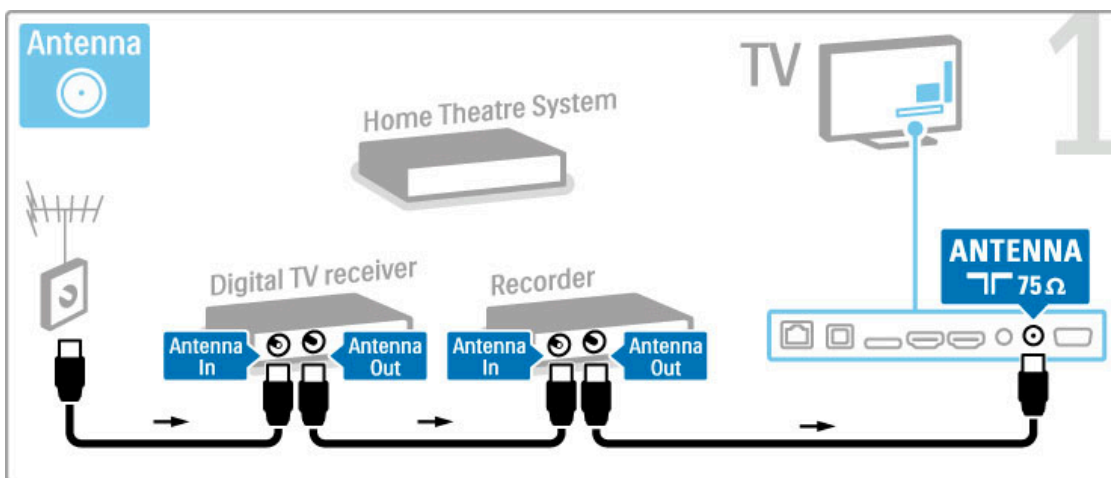 Antenna
TV
1
Home Theatre System
Digital TV receiver
Recorder
ANTENNA
75 Ω
Antenna
In
Antenna
Out
Antenna
In
Antenna
Out